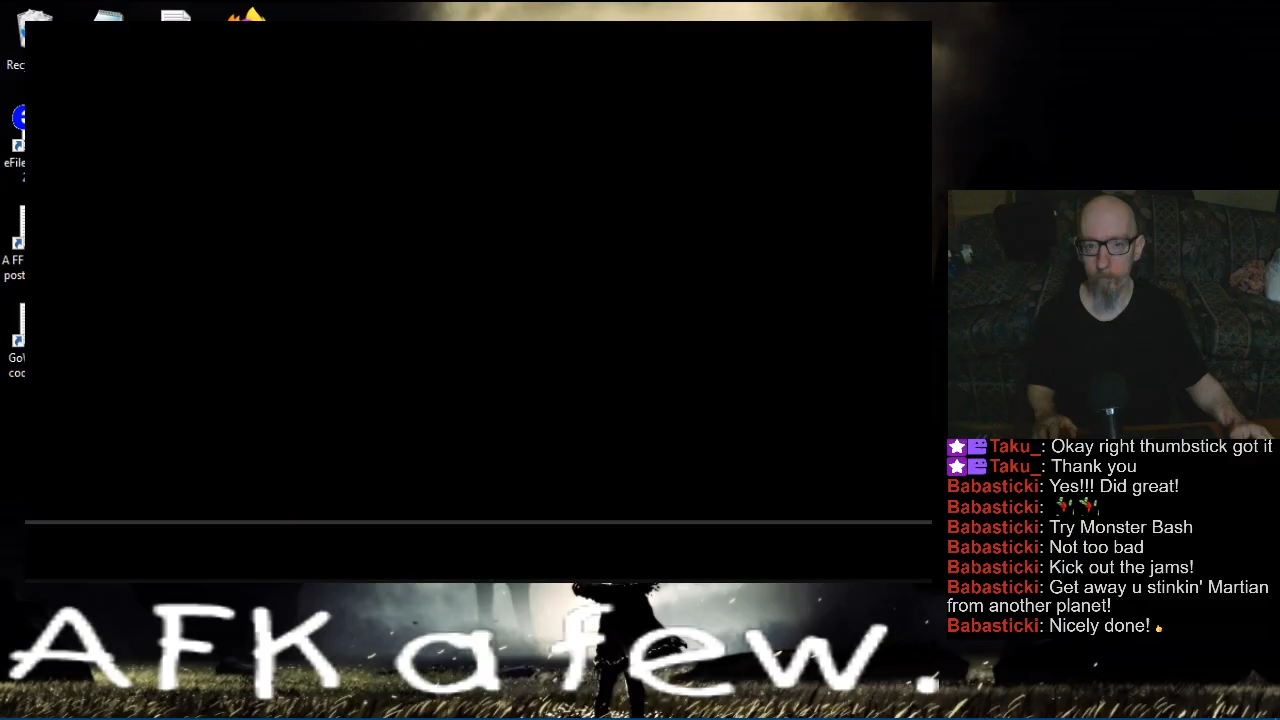 Rec
eFile
2
A FF
post
Go
coc
Taku_: Okay right thumbstick got it
Taku_: Thank you
Babasticki: Yes!!! Did great!
Babasticki:
Babasticki: Try Monster Bash
Babasticki: Not too bad
Babasticki: Kick out the jams!
Babasticki: Get away u stinkin' Martian
from another planet!
Babasticki: Nicely done!
AFK a few.